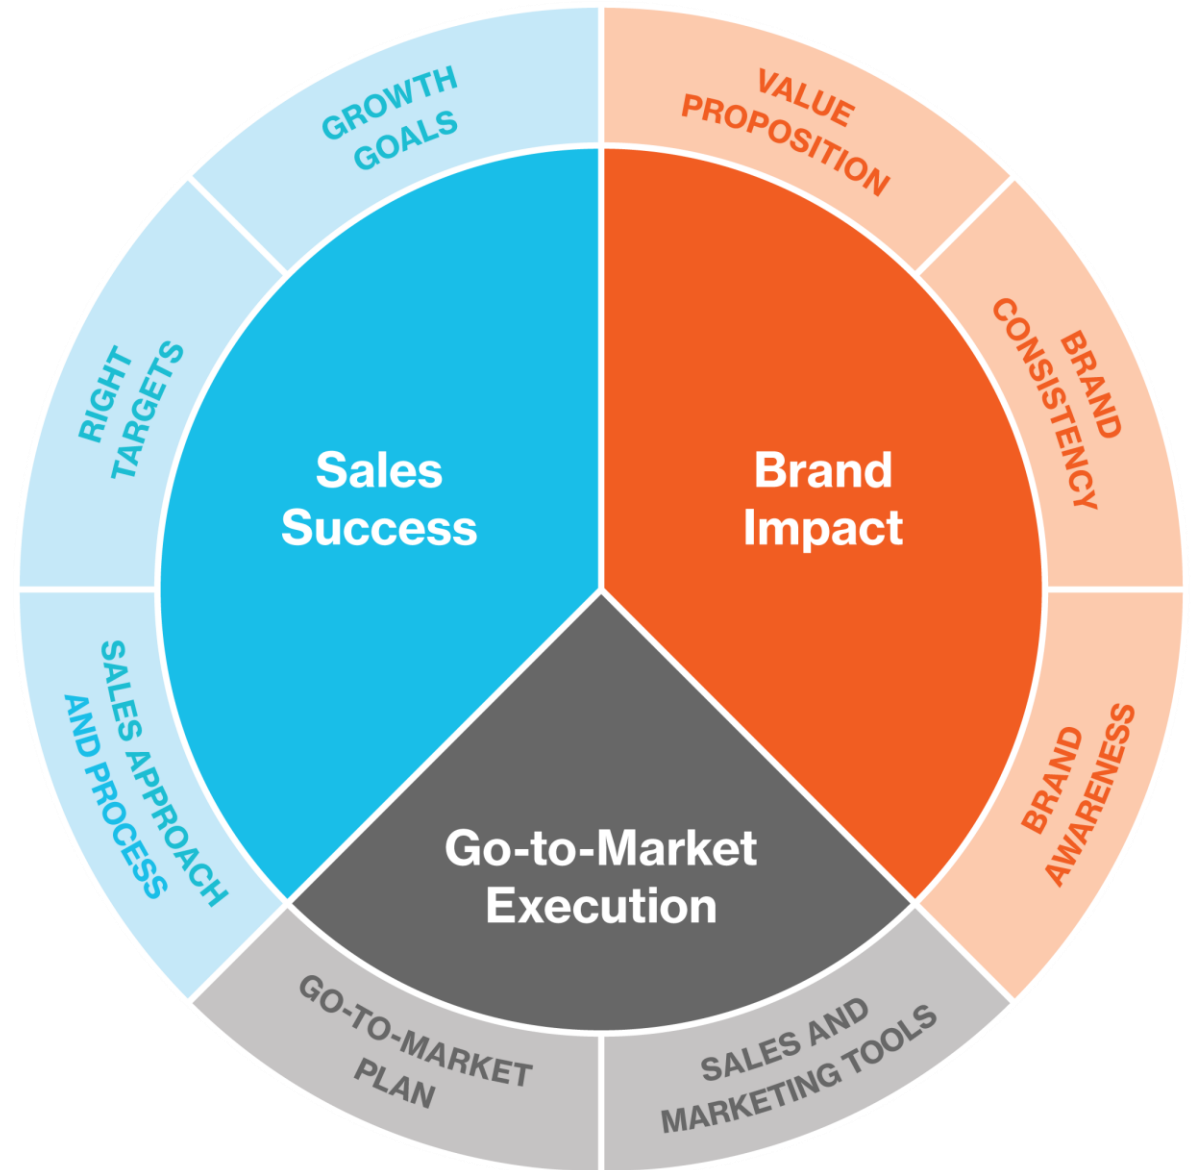 GROWTH
GOALS
VALUE
PROPOSITION
RIGHT
TARGETS
BRAND
CONSISTENCY
Sales
Success
Brand
Impact
SALES APPROACH
AND PROCESS
BRAND
AWARENESS
Go-to-Market
Execution
GO-TO-MARKET
PLAN
SALES AND
MARKETING TOOLS